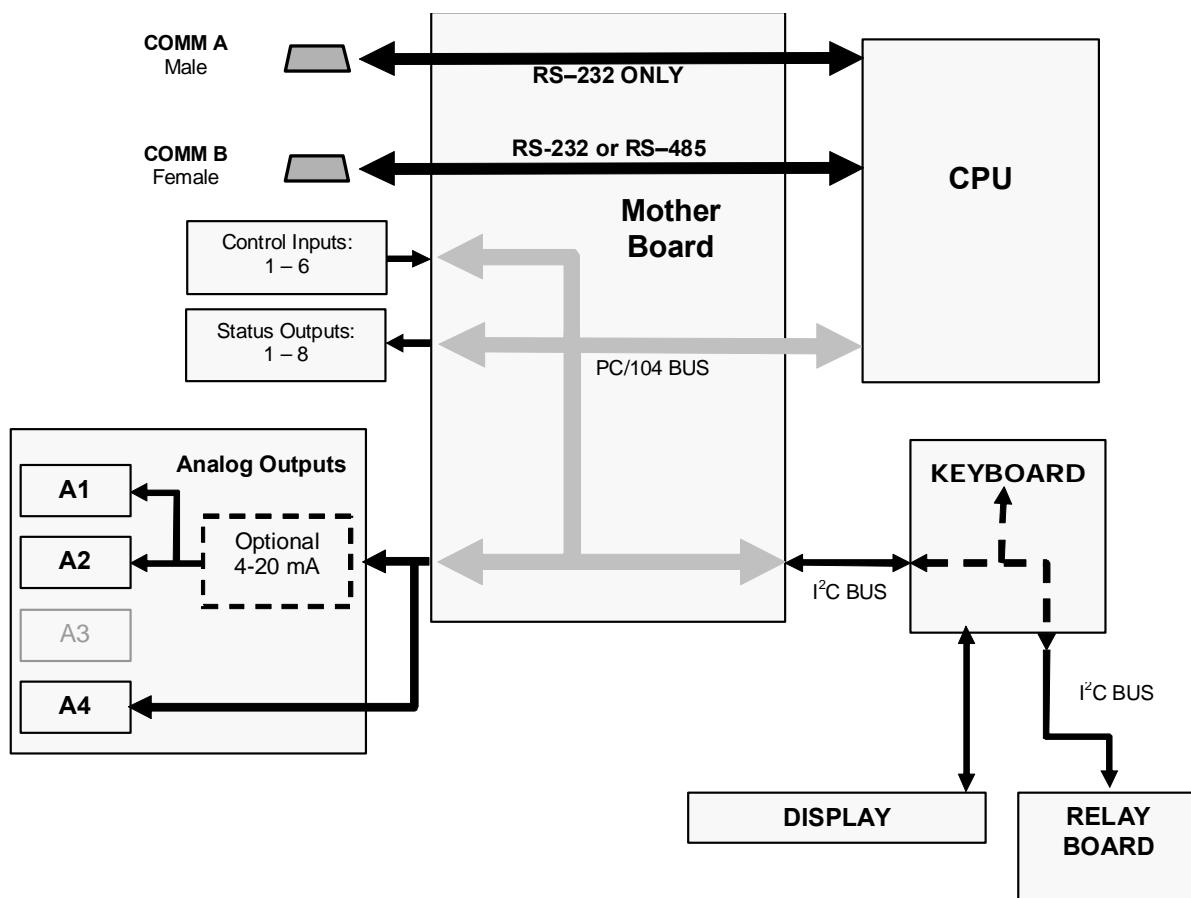 COMM A
Male
RS–232 ONLY
COMM B
Female
RS-232 or RS–485
CPU
Mother
Board
Control Inputs:
1 – 6
Status Outputs:
1 – 8
PC/104 BUS
Analog Outputs
A1
A2
A3
A4
Optional
4-20 mA
I²C BUS
KEYBOARD
I²C BUS
DISPLAY
RELAY
BOARD